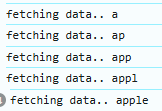 fetching data.. a
fetching data.. ap
fetching data.. app
fetching data.. appl
fetching data.. apple